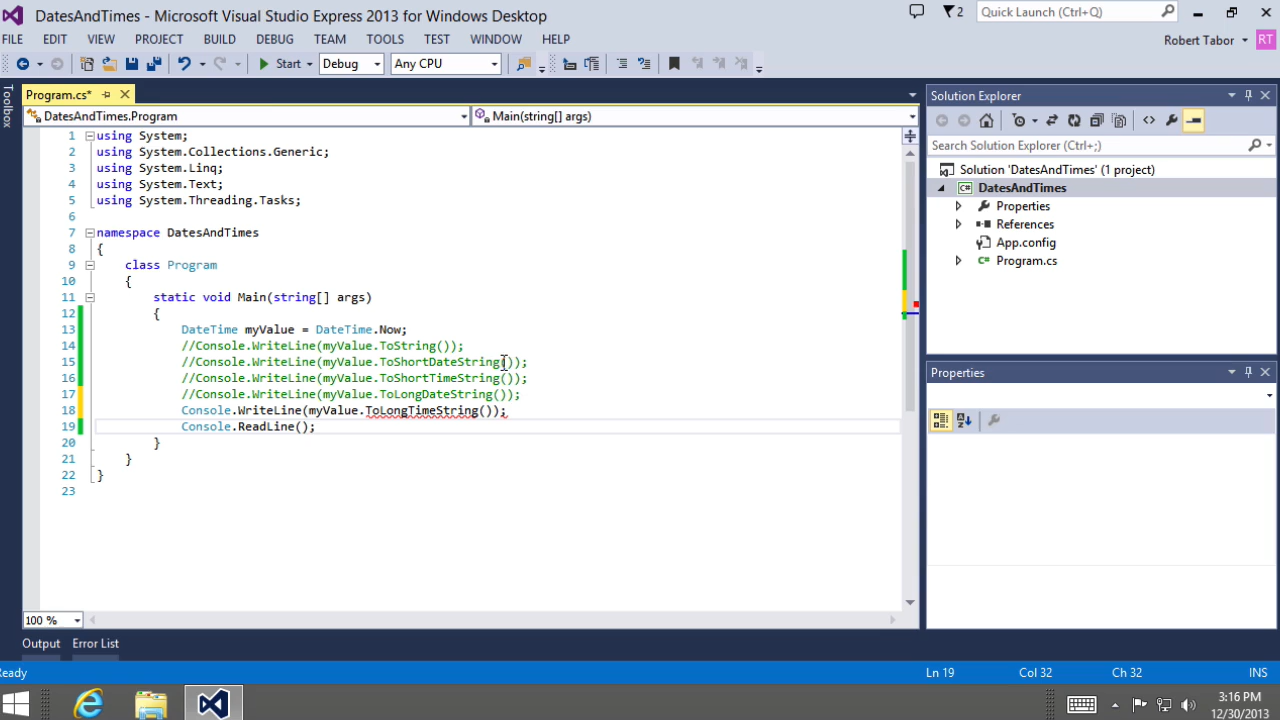 DatesAndTimes - Microsoft Visual Studio Express 2013 for Windows Desktop
2
Quick Launch (Ctrl+Q)
FILE EDIT VIEW PROJECT BUILD DEBUG TEAM TOOLS TEST WINDOW HELP
Robert Tabor RT
Start Debug Any CPU
Toolbox
Program.cs*
DatesAndTimes.Program Main(string[] args)
1 using System;
2 using System.Collections.Generic;
3 using System.Linq;
4 using System.Text;
5 using System.Threading.Tasks;
6
7 namespace DatesAndTimes
8 {
9 class Program
10 {
11 static void Main(string[] args)
12 {
13 DateTime myValue = DateTime.Now;
14 //Console.WriteLine(myValue.ToString());
15 //Console.WriteLine(myValue.ToShortDateString());
16 //Console.WriteLine(myValue.ToShortTimeString());
17 //Console.WriteLine(myValue.ToLongDateString());
18 Console.WriteLine(myValue.ToLongTimeString());
19 Console.ReadLine();
20 }
21 }
22 }
23
100 %
Solution Explorer
Search Solution Explorer (Ctrl+;)
Solution 'DatesAndTimes' (1 project)
C# DatesAndTimes
Properties
References
App.config
C# Program.cs
Properties
Output Error List
Ready Ln 19 Col 32 Ch 32 INS
3:16 PM
12/30/2013